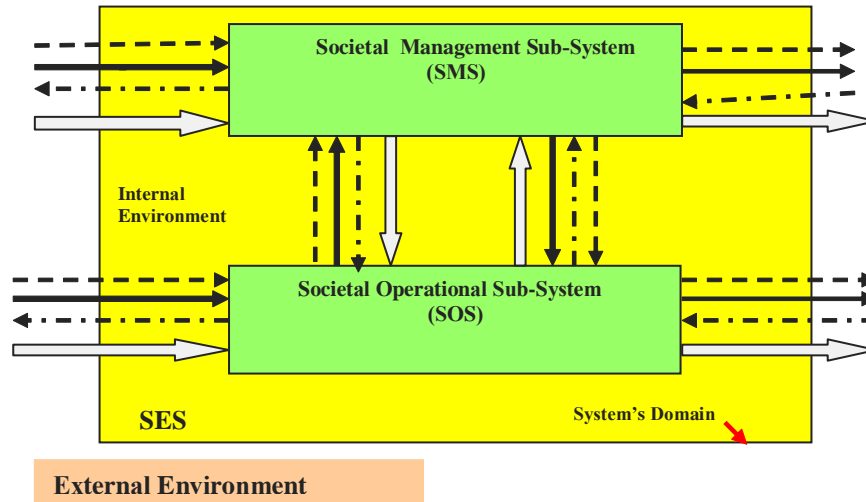 Societal Management Sub-System
(SMS)
Internal
Environment
Societal Operational Sub-System
(SOS)
System's Domain
SES
External Environment